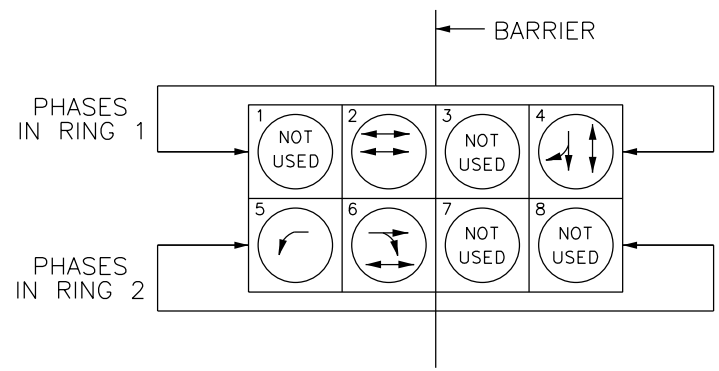 BARRIER
PHASES
IN RING 1
1
NOT
USED
2
3
NOT
USED
4
PHASES
IN RING 2
5
6
7
NOT
USED
8
NOT
USED